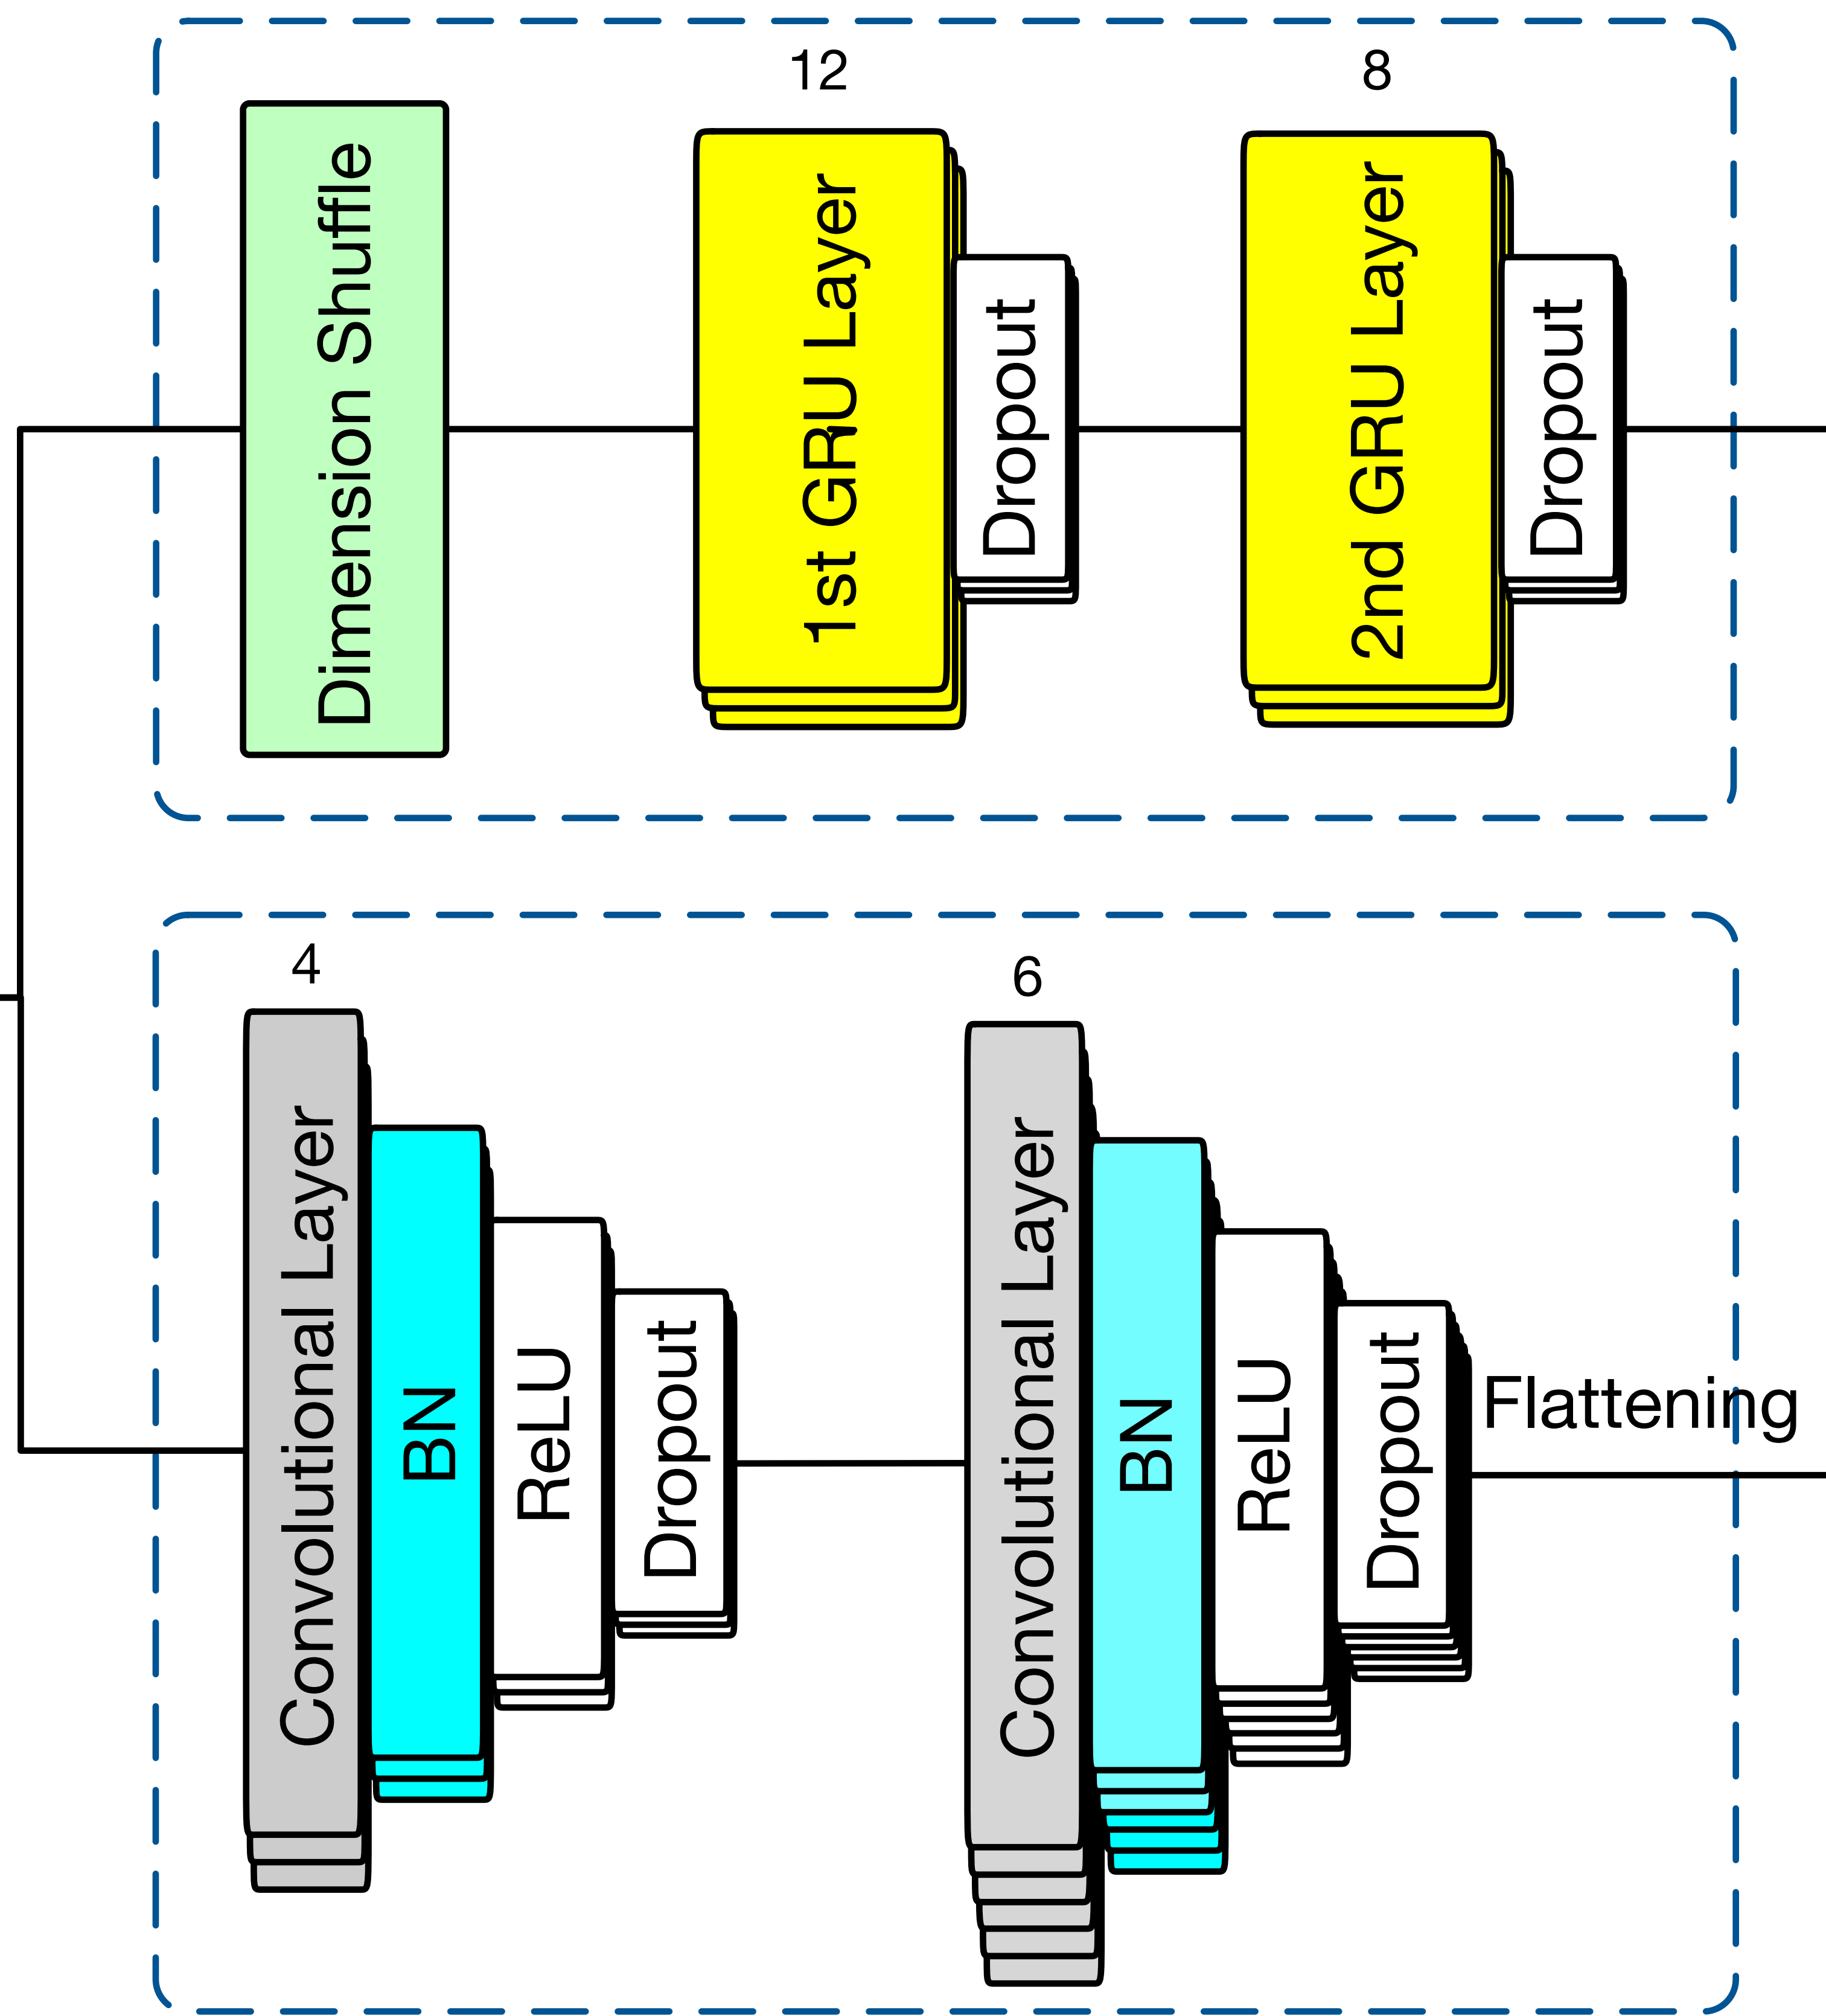 12
8
Dimension Shuffle
1st GRU Layer
Dropout
2nd GRU Layer
Dropout
4
6
Convolutional Layer
BN
ReLU
Dropout
Convolutional Layer
BN
ReLU
Dropout
Flattening